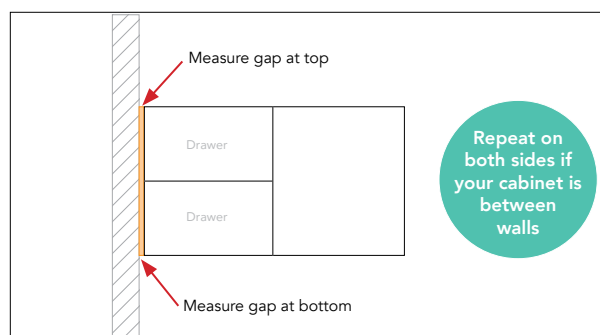 Measure gap at top
Drawer
Drawer
Measure gap at bottom
Repeat on
both sides if
your cabinet is
between
walls